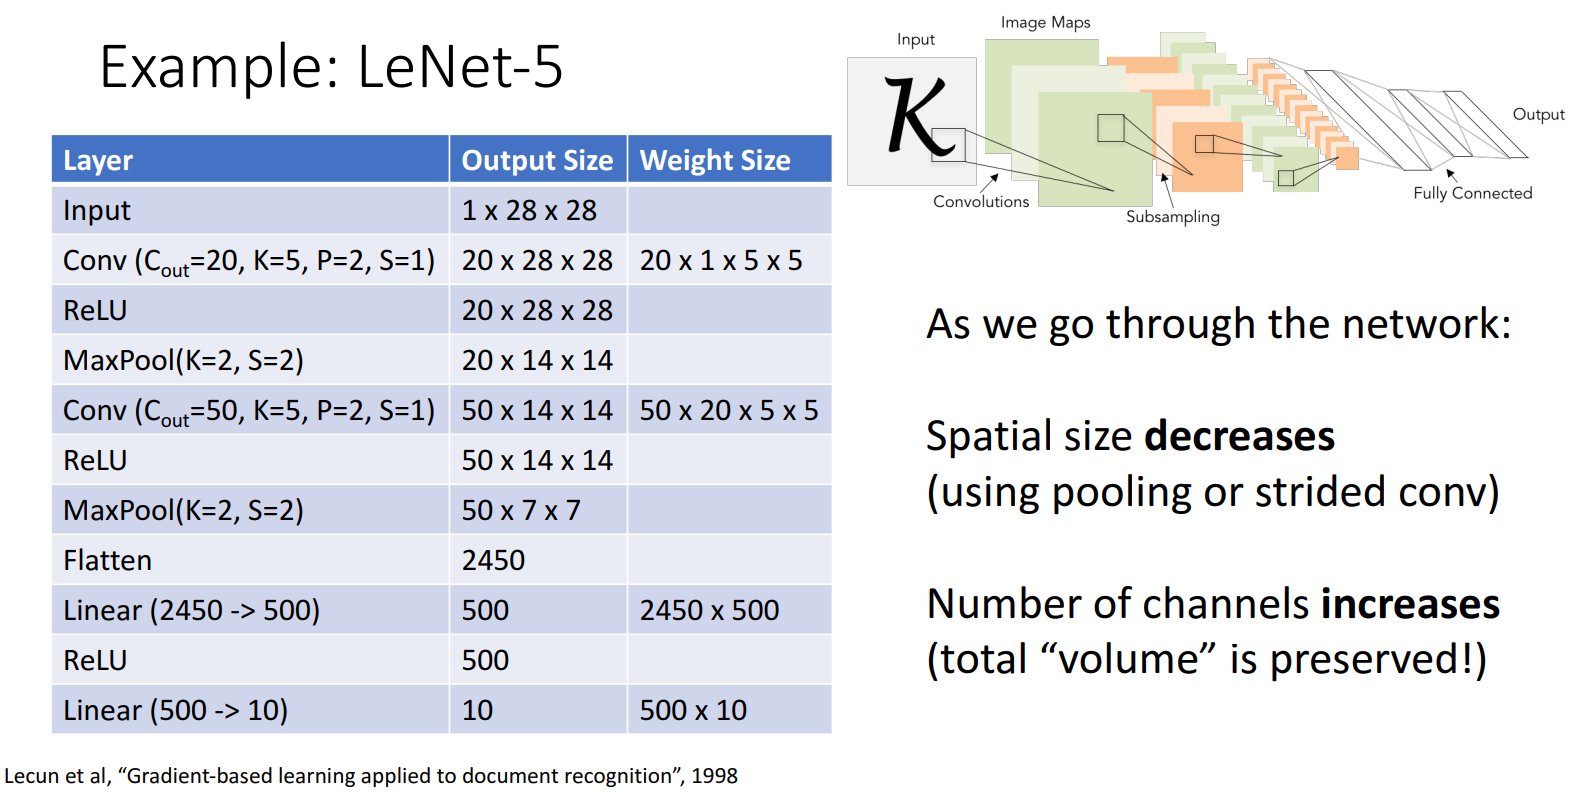 Example: LeNet-5
Layer Output Size Weight Size
Input 1 x 28 x 28
Conv (Cout=20, K=5, P=2, S=1) 20 x 28 x 28 20 x 1 x 5 x 5
ReLU 20 x 28 x 28
MaxPool(K=2, S=2) 20 x 14 x 14
Conv (Cout=50, K=5, P=2, S=1) 50 x 14 x 14 50 x 20 x 5 x 5
ReLU 50 x 14 x 14
MaxPool(K=2, S=2) 50 x 7 x 7
Flatten 2450
Linear (2450 -> 500) 500 2450 x 500
ReLU 500
Linear (500 -> 10) 10 500 x 10
Lecun et al, “Gradient-based learning applied to document recognition”, 1998
Image Maps
Input
K
Output
Convolutions
Subsampling
Fully Connected
As we go through the network:
Spatial size decreases
(using pooling or strided conv)
Number of channels increases
(total “volume” is preserved!)